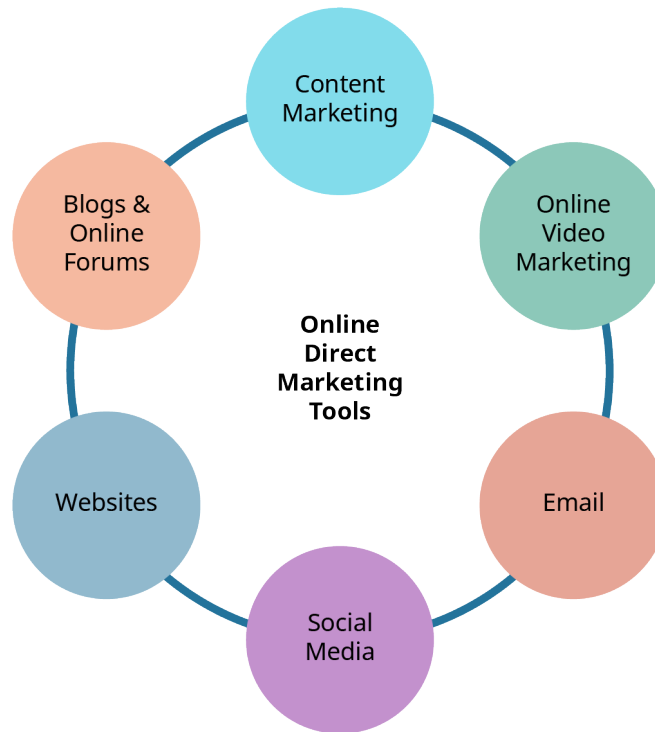 Content
Marketing
Online
Video
Marketing
Email
Social
Media
Websites
Blogs &
Online
Forums
Online
Direct
Marketing
Tools